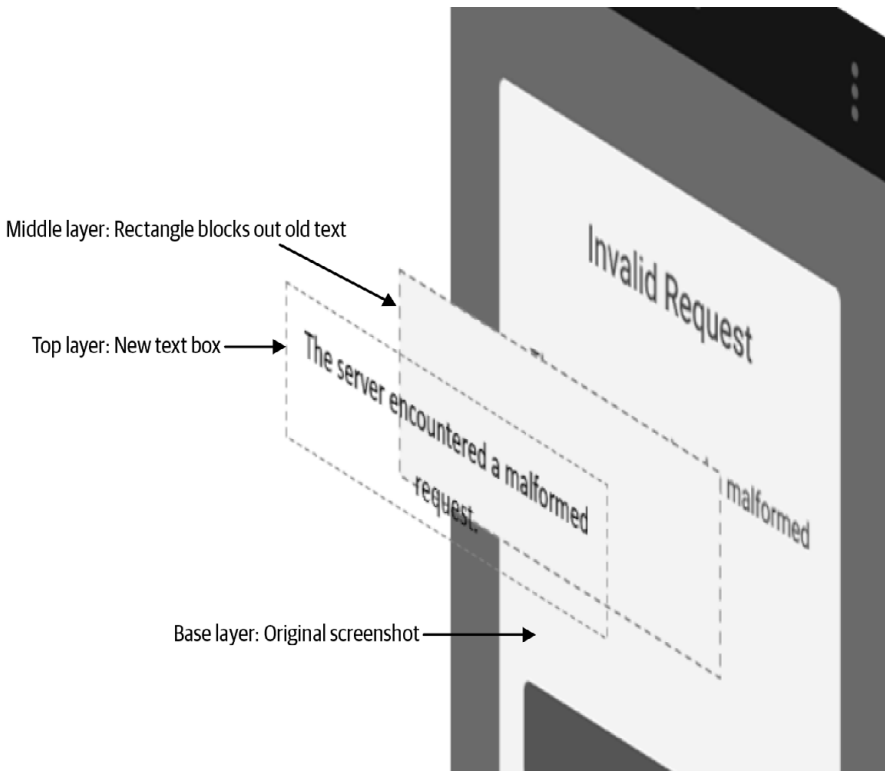 Invalid Request
Middle layer: Rectangle blocks out old text
Top layer: New text box
The server encountered a malformed
request.
malformed
Base layer: Original screenshot